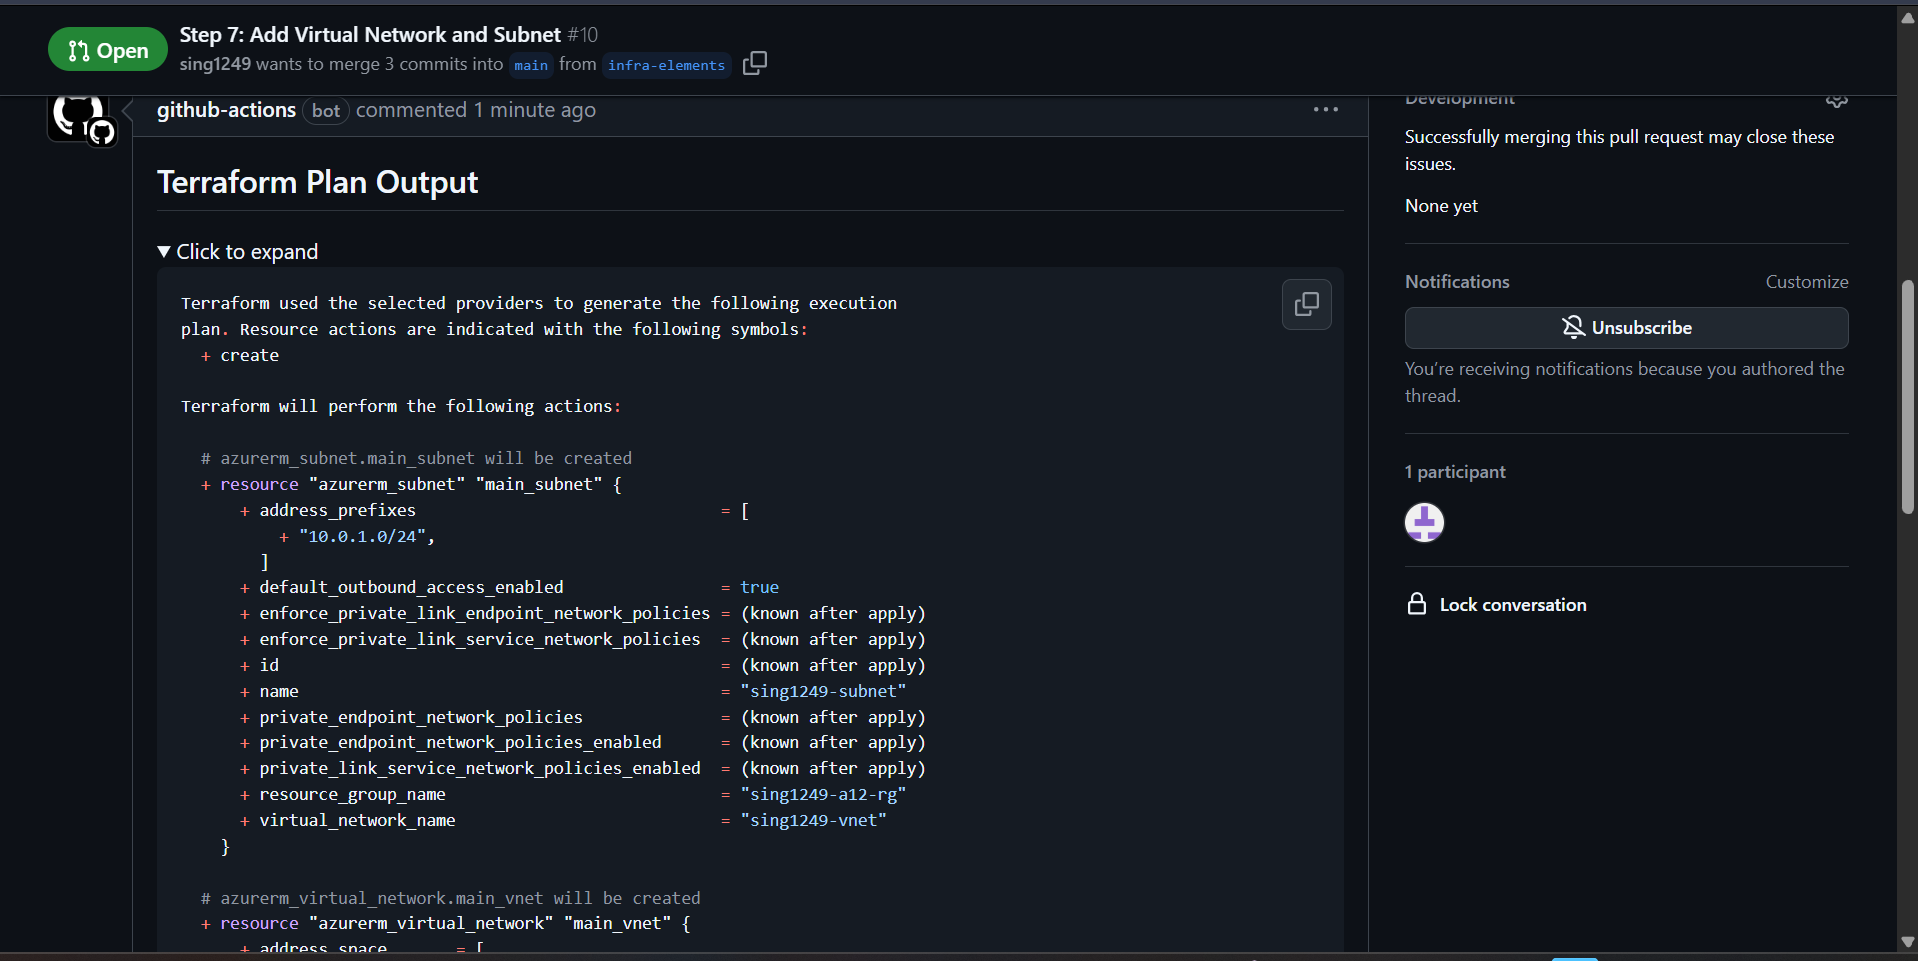 Open
Step 7: Add Virtual Network and Subnet #10
sing1249 wants to merge 3 commits into main from infra-elements
github-actions bot commented 1 minute ago
Terraform Plan Output
Click to expand
Terraform used the selected providers to generate the following execution
plan. Resource actions are indicated with the following symbols:
+ create
Terraform will perform the following actions:
# azurerm_subnet.main_subnet will be created
+ resource "azurerm_subnet" "main_subnet" {
+ address_prefixes = [
+ "10.0.1.0/24",
]
+ default_outbound_access_enabled = true
+ enforce_private_link_endpoint_network_policies = (known after apply)
+ enforce_private_link_service_network_policies = (known after apply)
+ id = (known after apply)
+ name = "sing1249-subnet"
+ private_endpoint_network_policies = (known after apply)
+ private_endpoint_network_policies_enabled = (known after apply)
+ private_link_service_network_policies_enabled = (known after apply)
+ resource_group_name = "sing1249-a12-rg"
+ virtual_network_name = "sing1249-vnet"
}
# azurerm_virtual_network.main_vnet will be created
+ resource "azurerm_virtual_network" "main_vnet" {
+ address_space = [
Development
Successfully merging this pull request may close these
issues.
None yet
Notifications
Customize
Unsubscribe
You're receiving notifications because you authored the
thread.
1 participant
Lock conversation